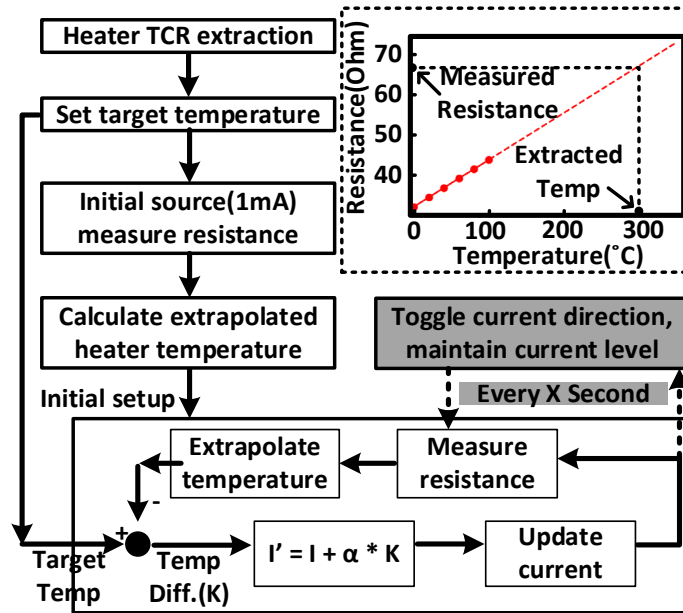 Heater TCR extraction
Set target temperature
Initial source(1mA)
measure resistance
Calculate extrapolated
heater temperature
Initial setup
Resistance(Ohm)
70
60
50
40
Measured
Resistance
Extracted
Temp
0 100 200 300
Temperature(˚C)
Toggle current direction,
maintain current level
Every X Second
Extrapolate
temperature
Measure
resistance
-
+
Target
Temp
Temp
Diff.(K)
I’ = I + α * K
Update
current